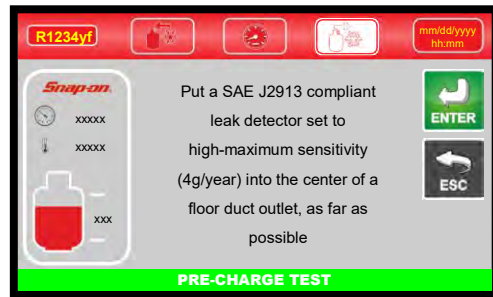 R1234yf
mm/dd/yyyy
hh:mm
Snap-on
xxxxx
xxxxx
xxx
Put a SAE J2913 compliant
leak detector set to
high-maximum sensitivity
(4g/year) into the center of a
floor duct outlet, as far as
possible
ENTER
ESC
PRE-CHARGE TEST